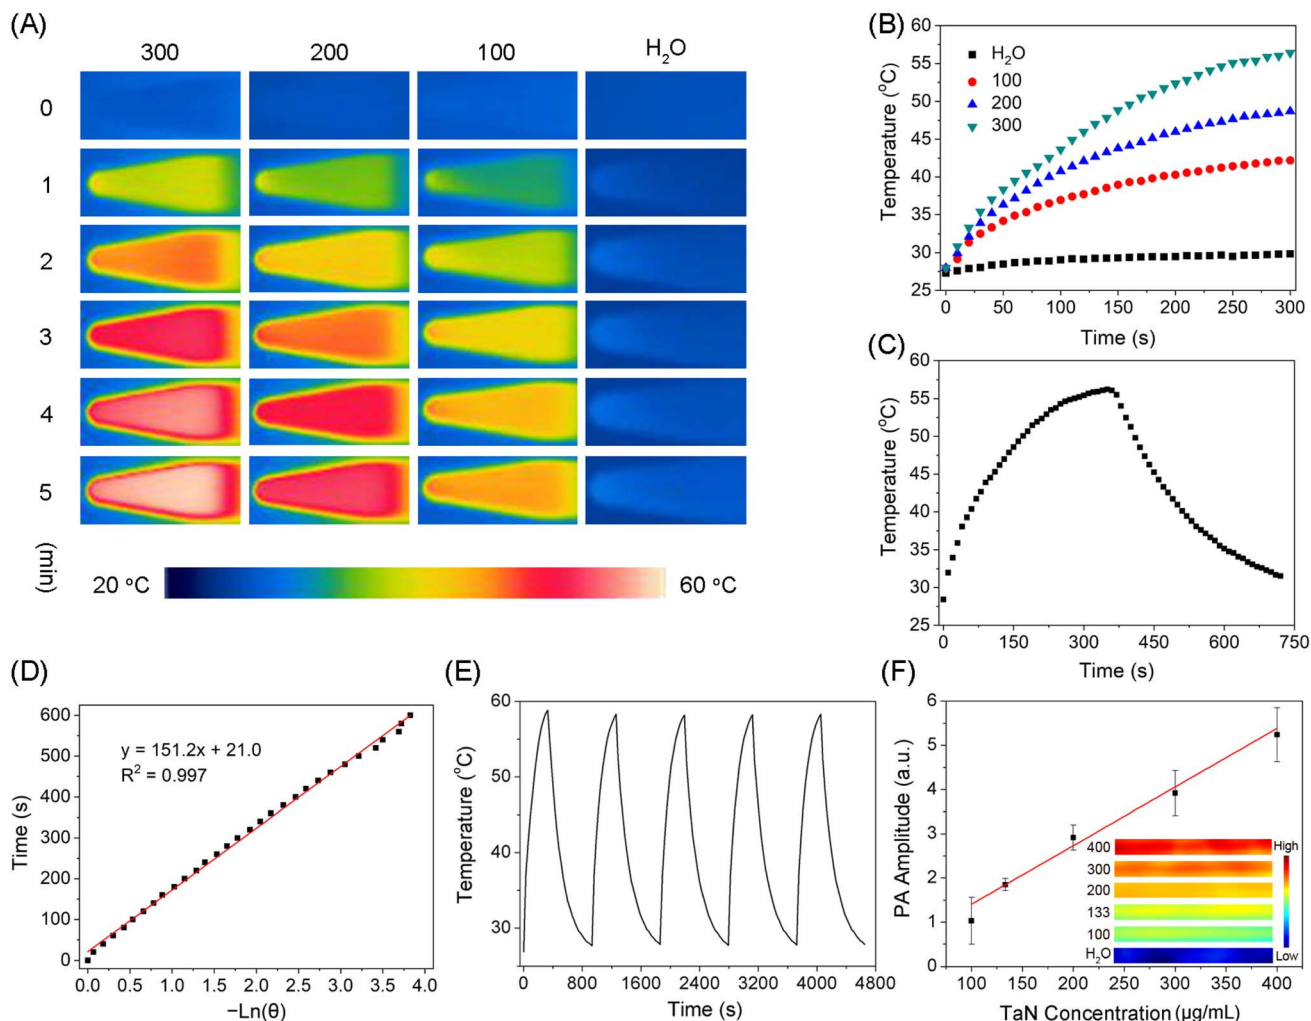 (A)
300 200 100 H₂O
0
1
2
3
4
5
(min)
20 °C 60 °C
(B)
60
55
50
45
40
35
30
25
Temperature (°C)
H₂O
100
200
300
0 50 100 150 200 250 300
Time (s)
(C)
60
55
50
45
40
35
30
25
Temperature (°C)
0 150 300 450 600 750
Time (s)
(D)
600
500
400
300
200
100
0
Time (s)
y = 151.2x + 21.0
R² = 0.997
0.0 0.5 1.0 1.5 2.0 2.5 3.0 3.5 4.0
−Ln(θ)
(E)
60
50
40
30
Temperature (°C)
0 800 1600 2400 3200 4000 4800
Time (s)
(F)
6
5
4
3
2
1
0
PA Amplitude (a.u.)
400
300
200
133
100
H₂O
High
Low
100 150 200 250 300 350 400
TaN Concentration (μg/mL)